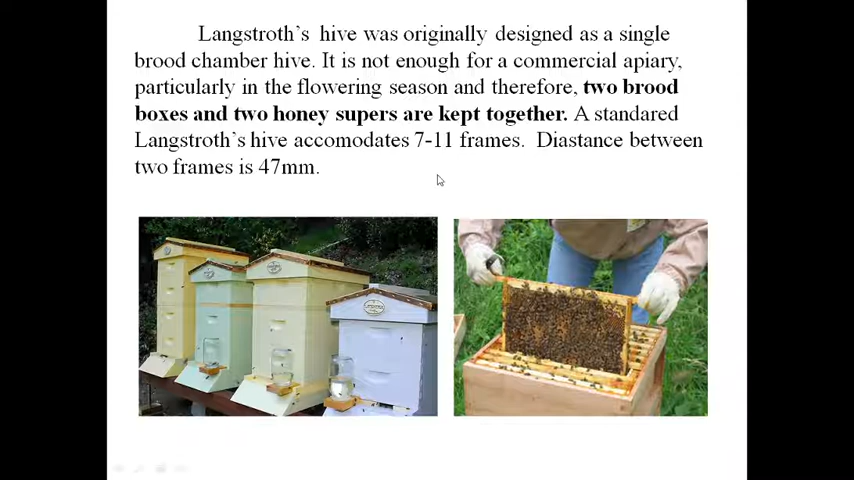 Langstroth's hive was originally designed as a single
brood chamber hive. It is not enough for a commercial apiary,
particularly in the flowering season and therefore, two brood
boxes and two honey supers are kept together. A standared
Langstroth's hive accomodates 7-11 frames. Diastance between
two frames is 47mm.